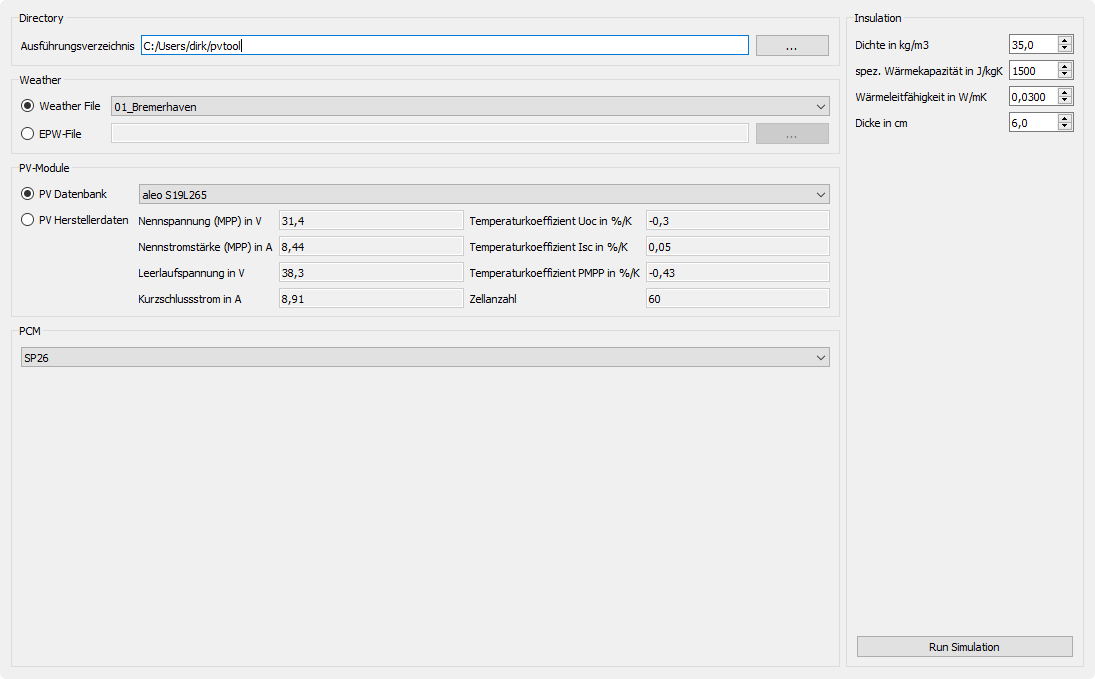 Directory
Ausführungsverzeichnis C:/Users/dirk/pvtool ...
Weather
Weather File 01_Bremerhaven
EPW-File ...
PV-Module
PV Datenbank aleo S19L265
PV Herstellerdaten Nennspannung (MPP) in V 31,4 Temperaturkoeffizient Uoc in %/K -0,3
Nennstromstärke (MPP) in A 8,44 Temperaturkoeffizient Isc in %/K 0,05
Leerlaufspannung in V 38,3 Temperaturkoeffizient PMPP in %/K -0,43
Kurzschlussstrom in A 8,91 Zellanzahl 60
PCM
SP26
Insulation
Dichte in kg/m3 35,0
spez. Wärmekapazität in J/kgK 1500
Wärmeleitfähigkeit in W/mK 0,0300
Dicke in cm 6,0
Run Simulation